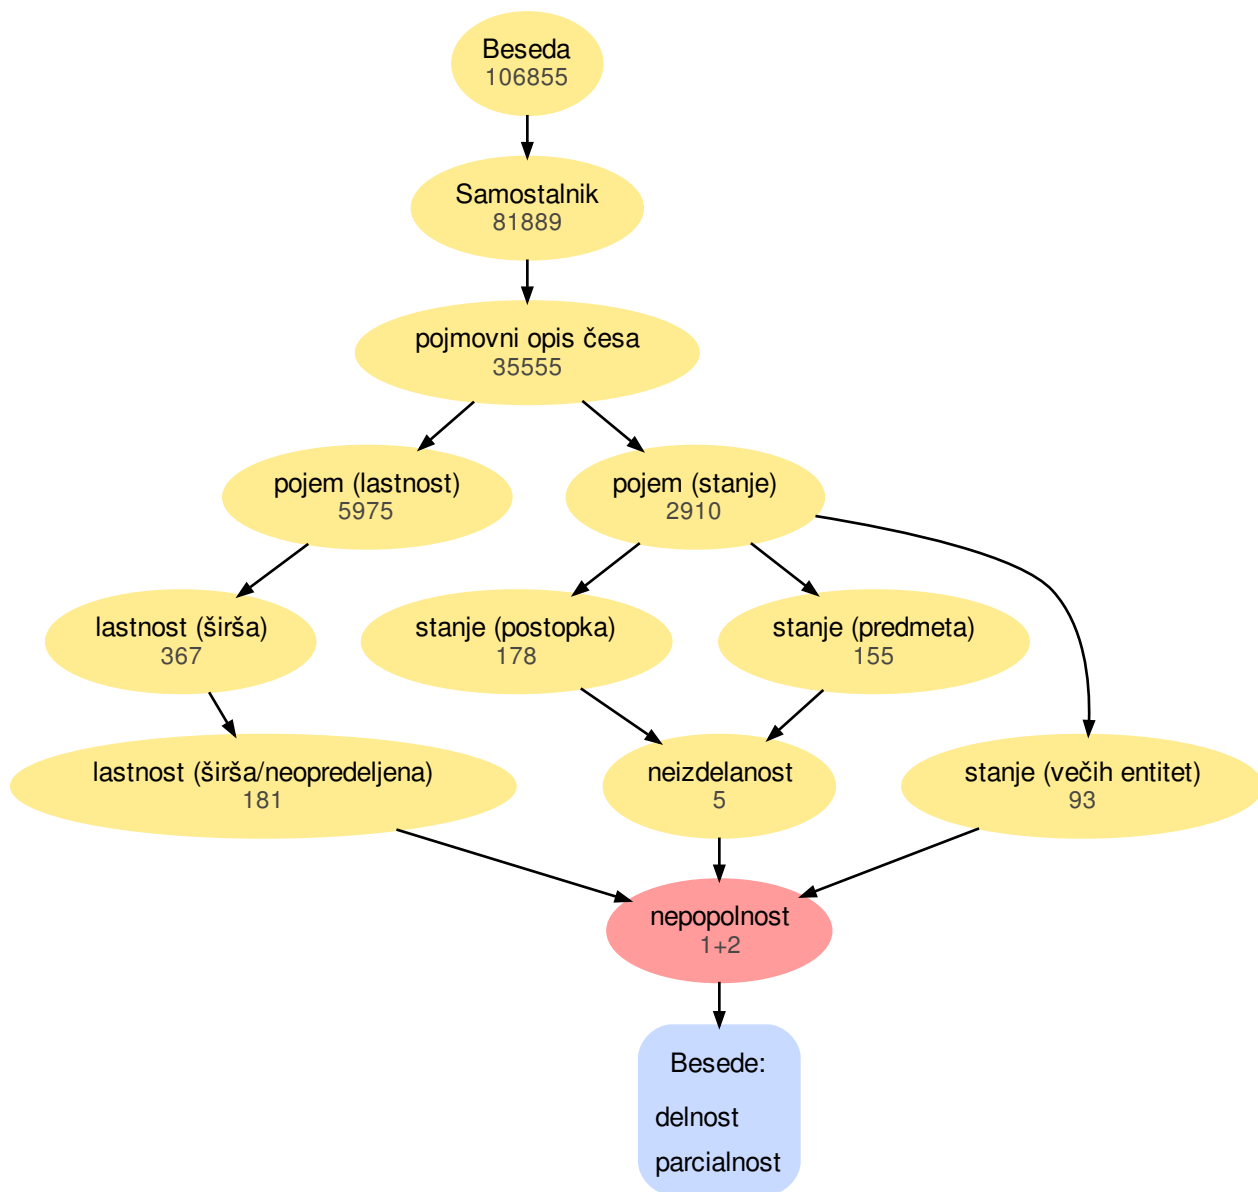 Beseda
106855
Samostalnik
81889
pojmovni opis česa
35555
pojem (lastnost)
5975
pojem (stanje)
2910
lastnost (širša)
367
stanje (postopka)
178
stanje (predmeta)
155
lastnost (širša/neopredeljena)
181
neizdelanost
5
stanje (večih entitet)
93
nepopolnost
1+2
Besede:
delnost
parcialnost